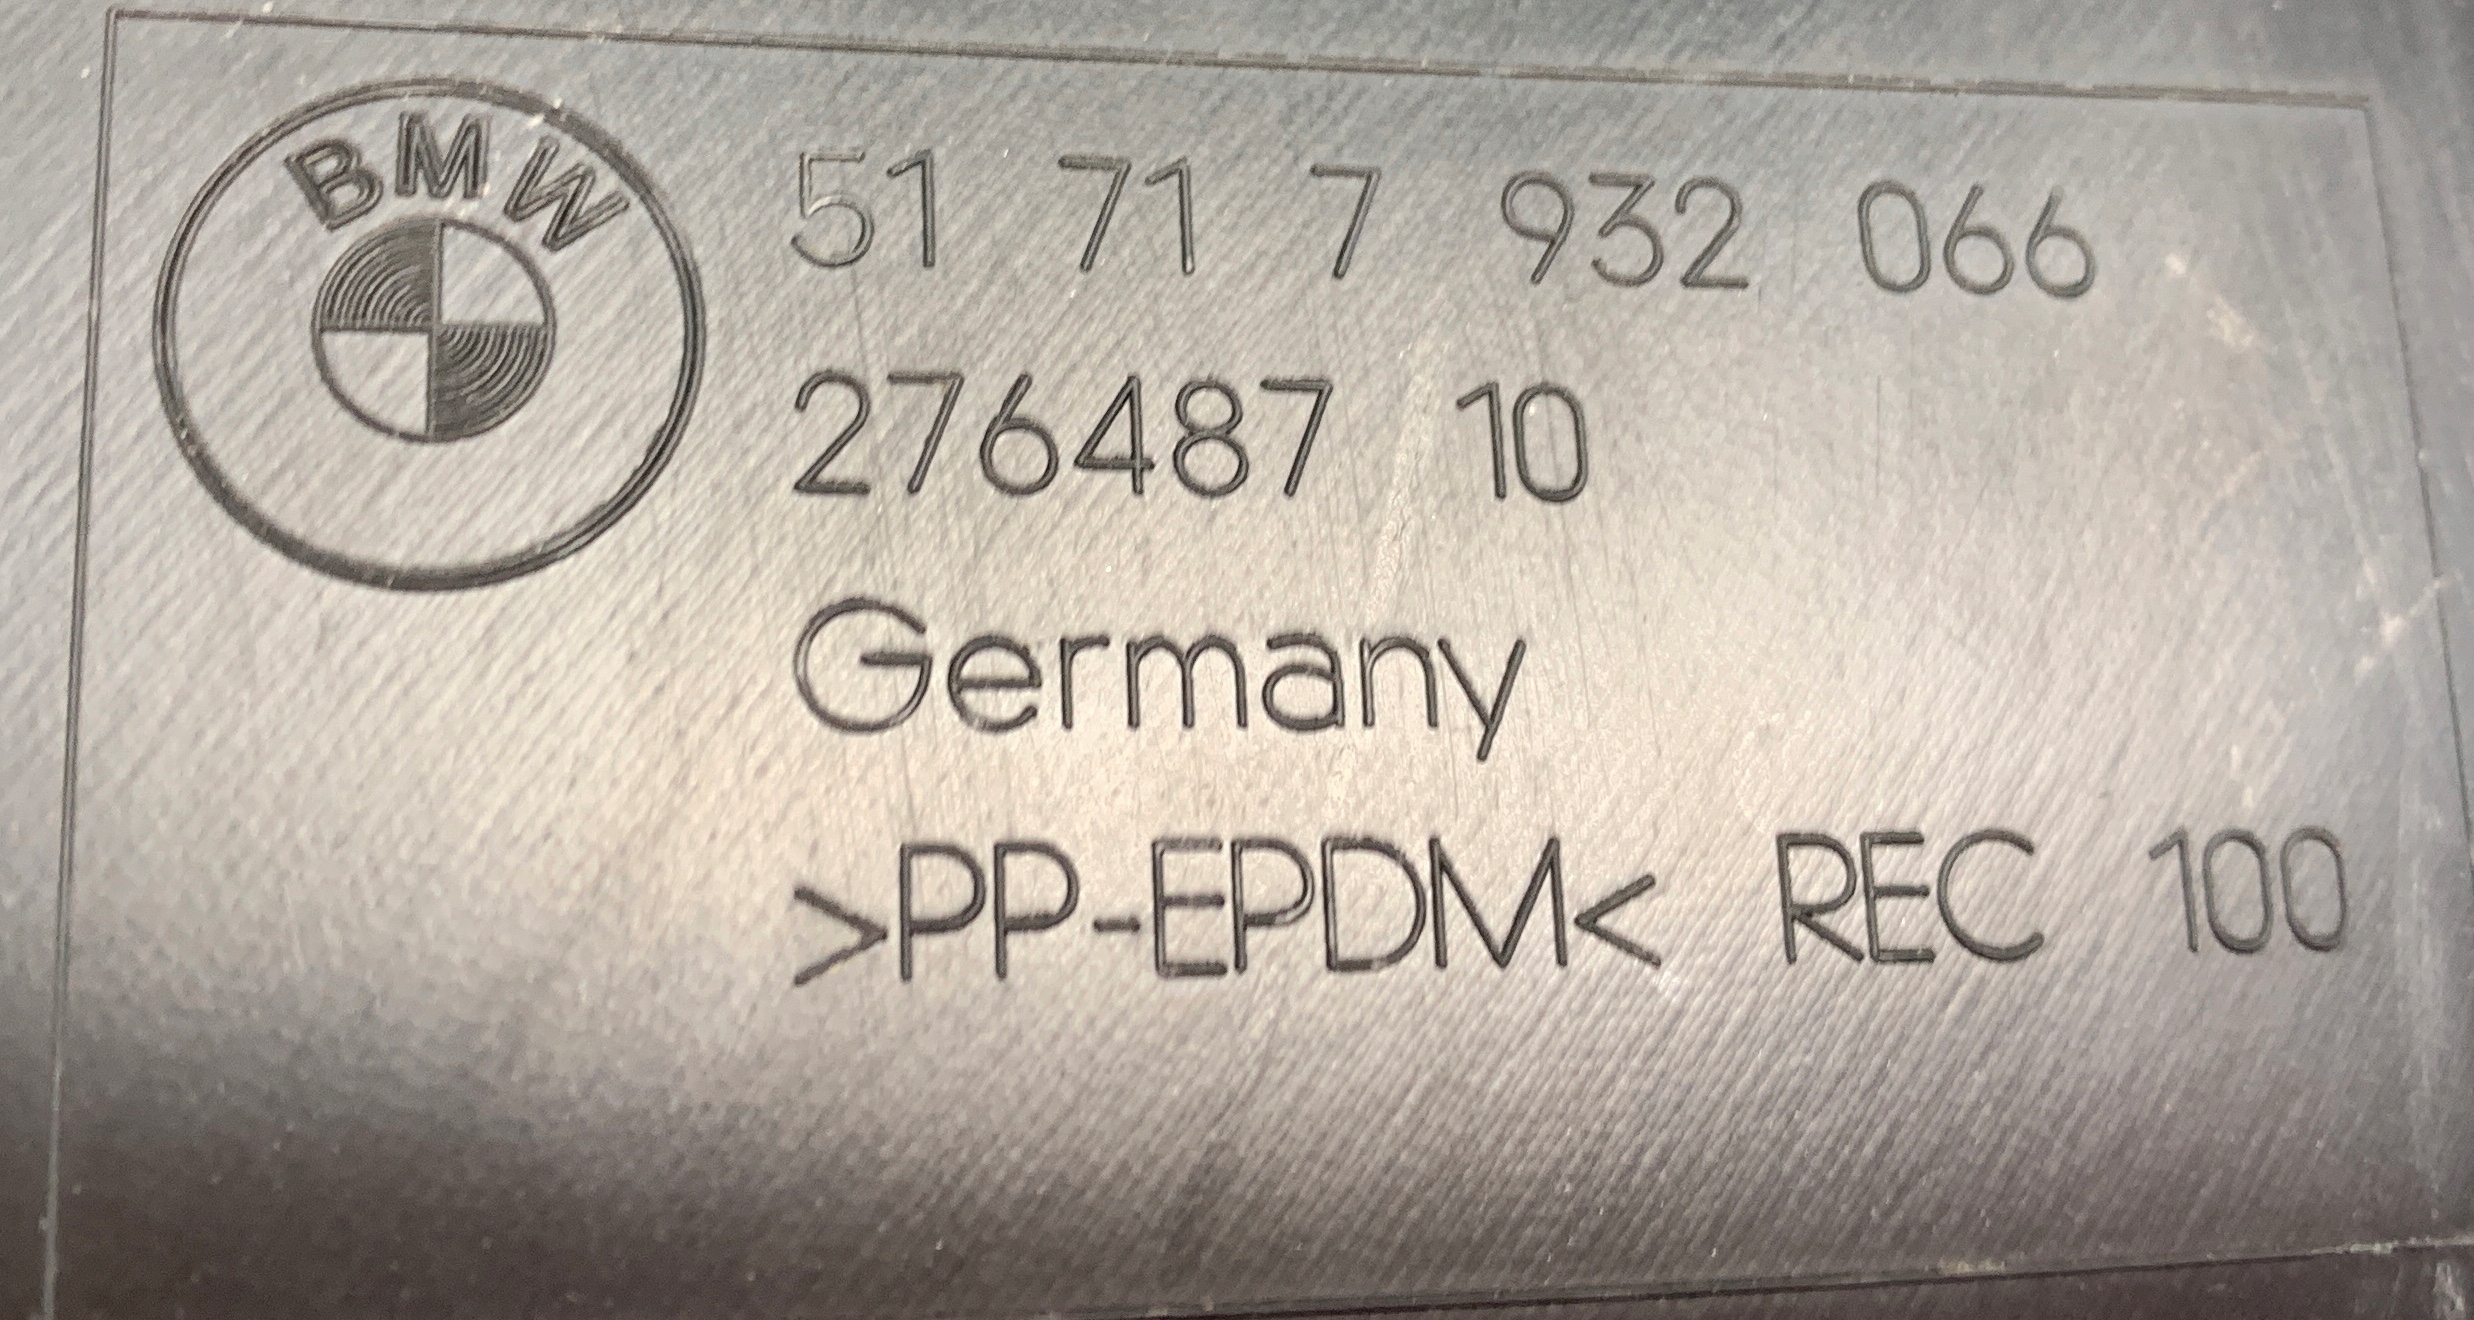 BMW
51 71 7 932 066
276487 10
Germany
>PP-EPDM< REC 100